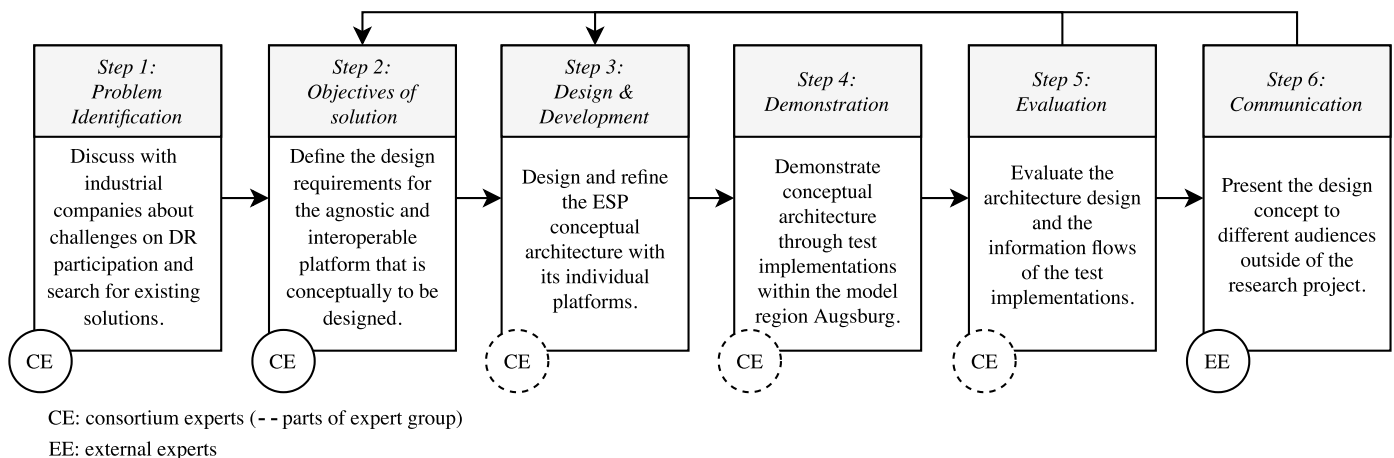 Step 1:
Problem
Identification
Discuss with
industrial
companies about
challenges on DR
participation and
search for existing
solutions.
CE
Step 2:
Objectives of
solution
Define the design
requirements for
the agnostic and
interoperable
platform that is
conceptually to be
designed.
CE
Step 3:
Design &
Development
Design and refine
the ESP
conceptual
architecture with
its individual
platforms.
CE
Step 4:
Demonstration
Demonstrate
conceptual
architecture
through test
implementations
within the model
region Augsburg.
CE
Step 5:
Evaluation
Evaluate the
architecture design
and the
information flows
of the test
implementations.
CE
Step 6:
Communication
Present the design
concept to
different audiences
outside of the
research project.
EE
CE: consortium experts (-- parts of expert group)
EE: external experts